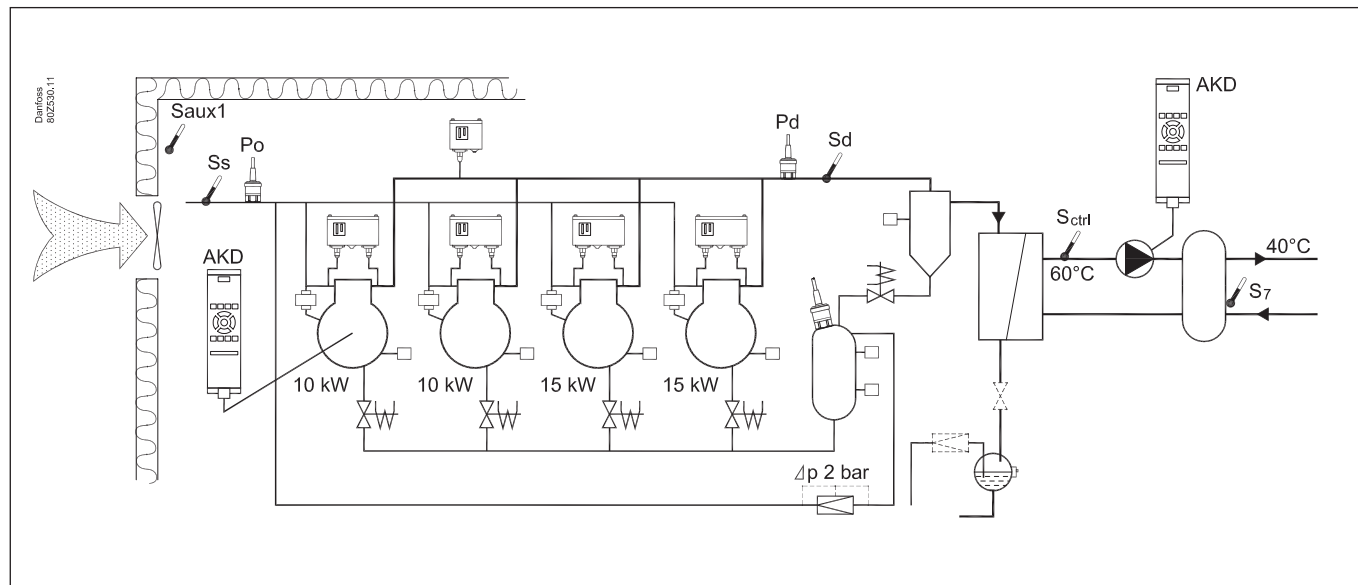 Danfoss
80Z530.11
Saux1
Ss
Po
Pd
Sd
AKD
Sctrl
60°C
40°C
S7
AKD
10 kW
10 kW
15 kW
15 kW
Δp 2 bar